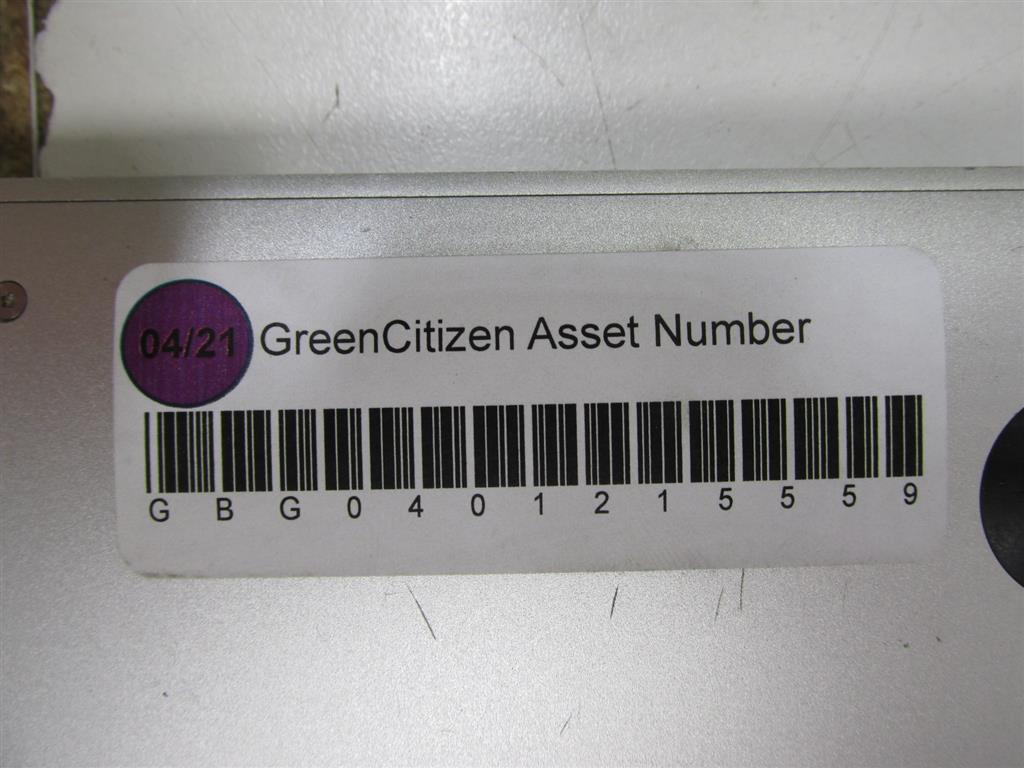 04/21 GreenCitizen Asset Number
G B G 0 4 0 1 2 1 5 5 5 9